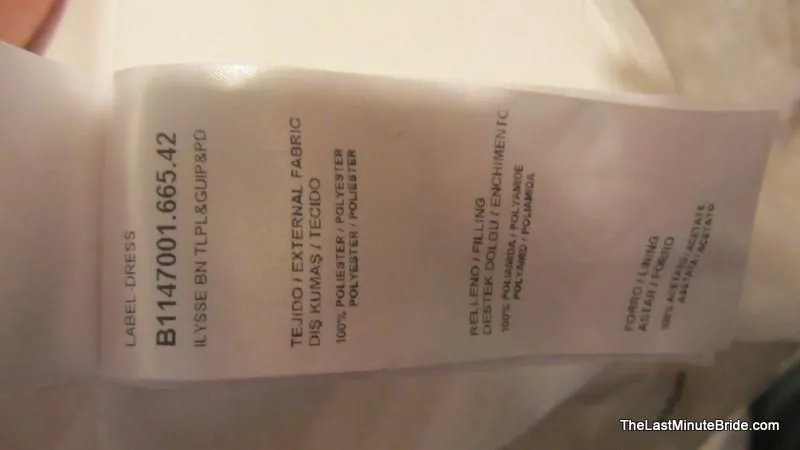 LABEL-DRESS
B1147001.665.42
ILYSSE BN TLPL&GUIP&PD
TEJIDO / EXTERNAL FABRIC
DIŞ KUMAŞ / TECIDO
100% POLIESTER / POLYESTER
POLYESTER / POLIESTER
RELLENO / FILLING
DESTEK DOLGU / ENCHIMENTO
100% POLIAMIDA / POLYAMIDE
POLYAMID / POLIAMIDA
FORRO / LINING
ASTAR / FORRO
100% ACETATO / ACETATE
ASETAT / ACETATO
TheLastMinuteBride.com